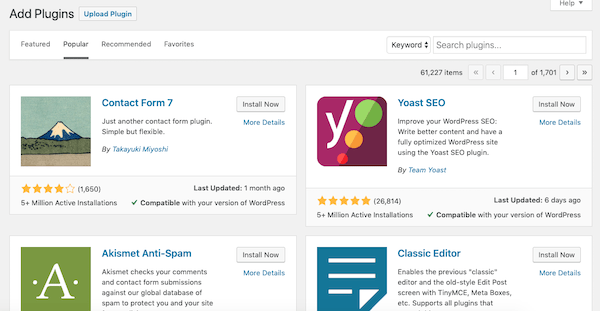 Help ▼
Add Plugins Upload Plugin
Featured Popular Recommended Favorites Keyword Search plugins...
61,227 items « ‹ 1 of 1,701 › »
Contact Form 7
Install Now
Just another contact form plugin.
Simple but flexible.
More Details
By Takayuki Miyoshi
(1,650) Last Updated: 1 month ago
5+ Million Active Installations ✓ Compatible with your version of WordPress
y
Yoast SEO
Install Now
Improve your WordPress SEO:
More Details
Write better content and have a
fully optimized WordPress site
using the Yoast SEO plugin.
By Team Yoast
(26,814) Last Updated: 6 days ago
5+ Million Active Installations ✓ Compatible with your version of WordPress
·A·
Akismet Anti-Spam
Install Now
Akismet checks your comments
More Details
and contact form submissions
against our global database of
spam to protect you and your site
Classic Editor
Install Now
Enables the previous "classic"
More Details
editor and the old-style Edit Post
screen with TinyMCE, Meta Boxes,
etc. Supports all plugins that